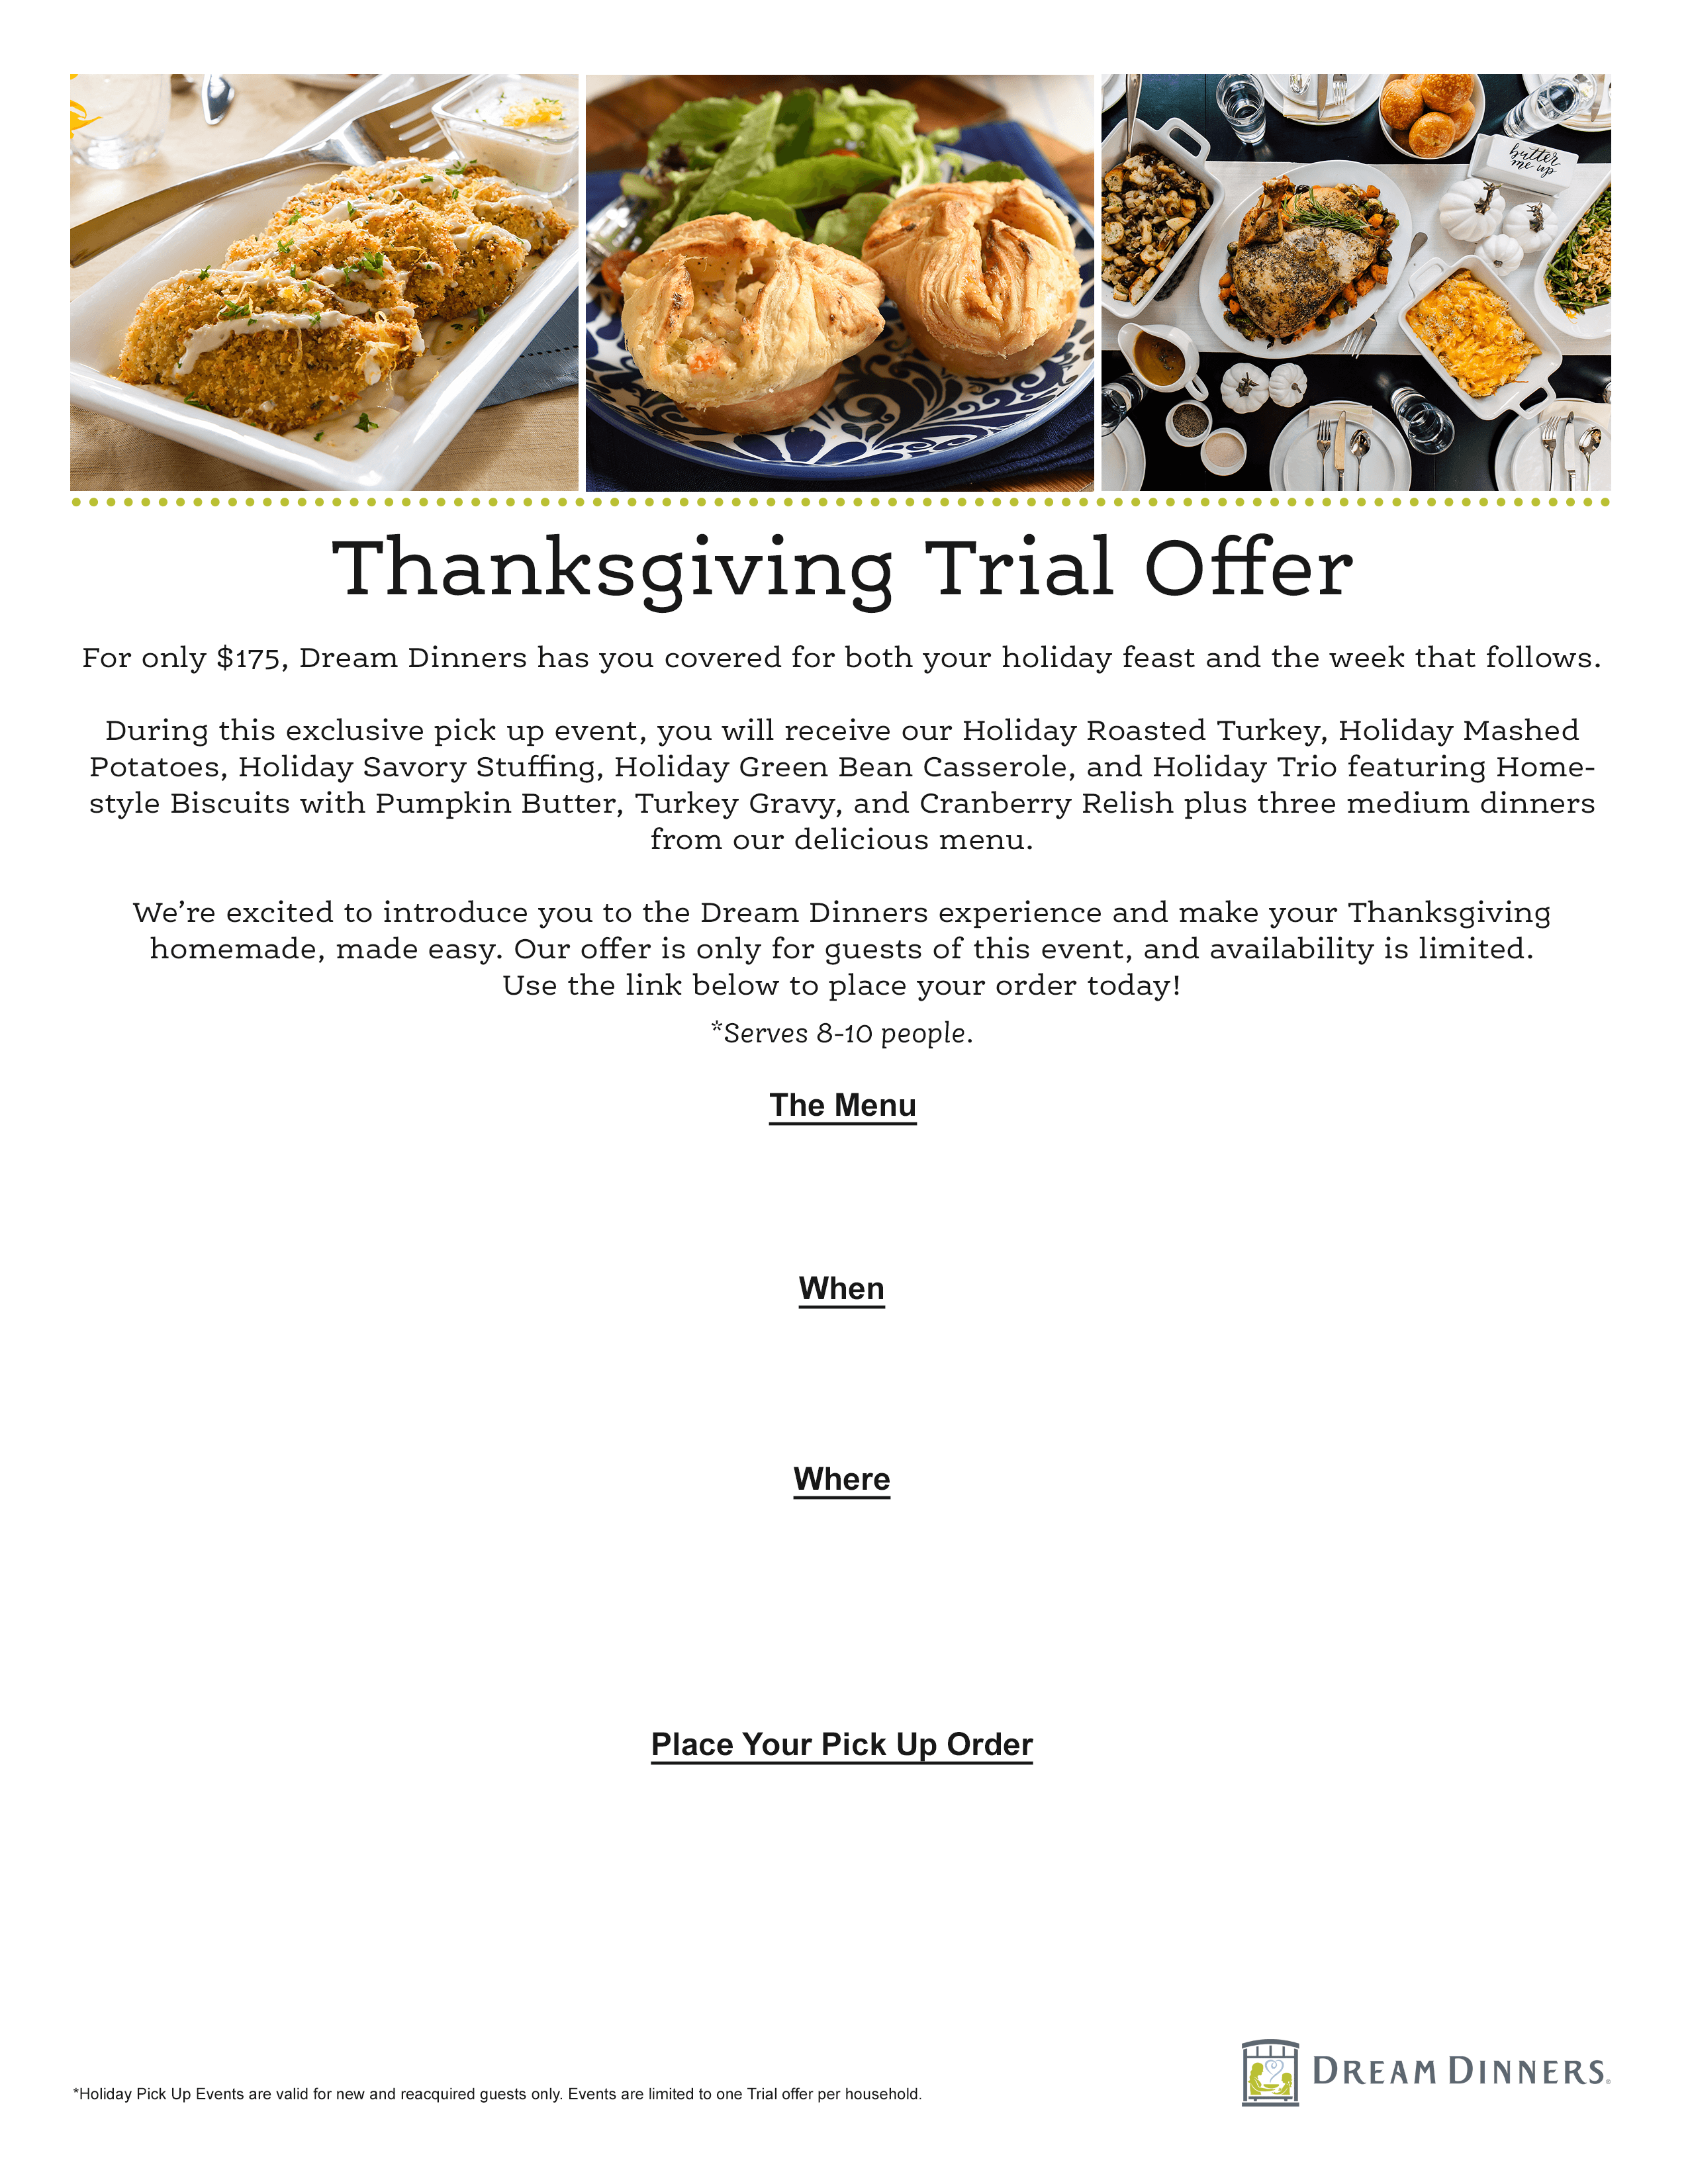 butter
me up
Thanksgiving Trial Offer
For only $175, Dream Dinners has you covered for both your holiday feast and the week that follows.
During this exclusive pick up event, you will receive our Holiday Roasted Turkey, Holiday Mashed
Potatoes, Holiday Savory Stuffing, Holiday Green Bean Casserole, and Holiday Trio featuring Home-
style Biscuits with Pumpkin Butter, Turkey Gravy, and Cranberry Relish plus three medium dinners
from our delicious menu.
We’re excited to introduce you to the Dream Dinners experience and make your Thanksgiving
homemade, made easy. Our offer is only for guests of this event, and availability is limited.
Use the link below to place your order today!
*Serves 8-10 people.
The Menu
When
Where
Place Your Pick Up Order
*Holiday Pick Up Events are valid for new and reacquired guests only. Events are limited to one Trial offer per household.
DREAM DINNERS®